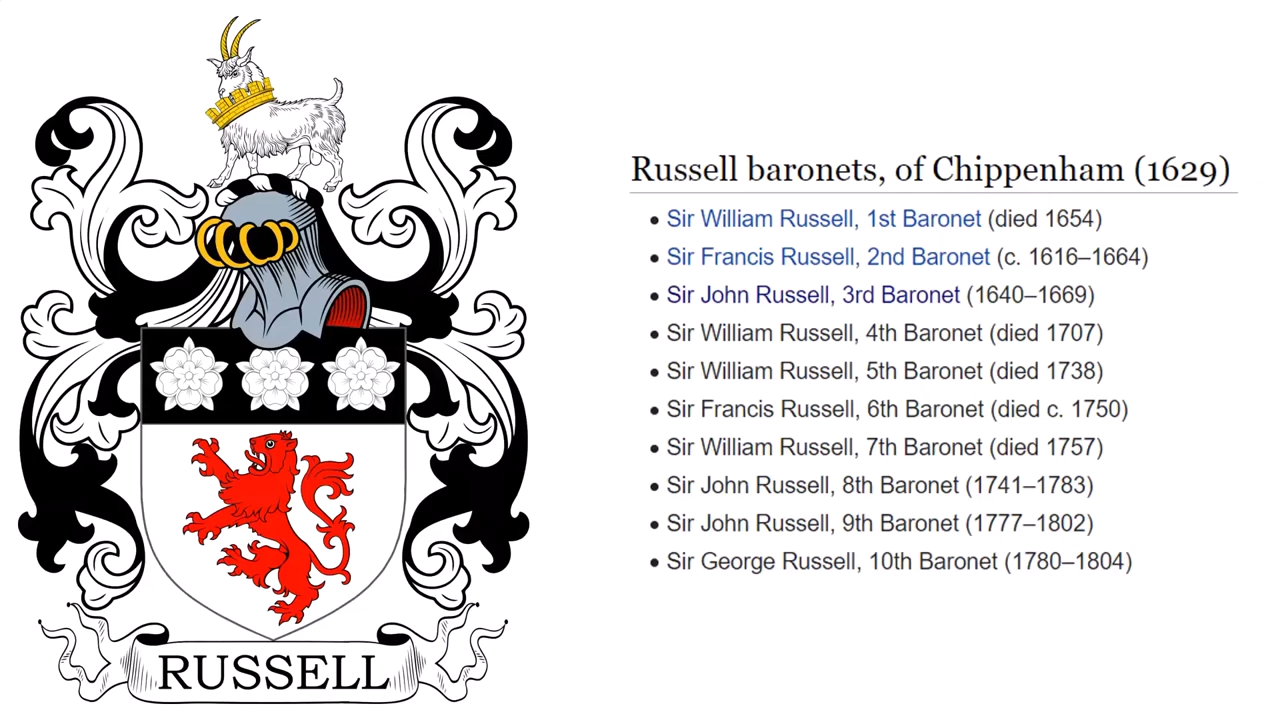 Russell baronets, of Chippenham (1629)
• Sir William Russell, 1st Baronet (died 1654)
• Sir Francis Russell, 2nd Baronet (c. 1616–1664)
• Sir John Russell, 3rd Baronet (1640–1669)
• Sir William Russell, 4th Baronet (died 1707)
• Sir William Russell, 5th Baronet (died 1738)
• Sir Francis Russell, 6th Baronet (died c. 1750)
• Sir William Russell, 7th Baronet (died 1757)
• Sir John Russell, 8th Baronet (1741–1783)
• Sir John Russell, 9th Baronet (1777–1802)
• Sir George Russell, 10th Baronet (1780–1804)
RUSSELL